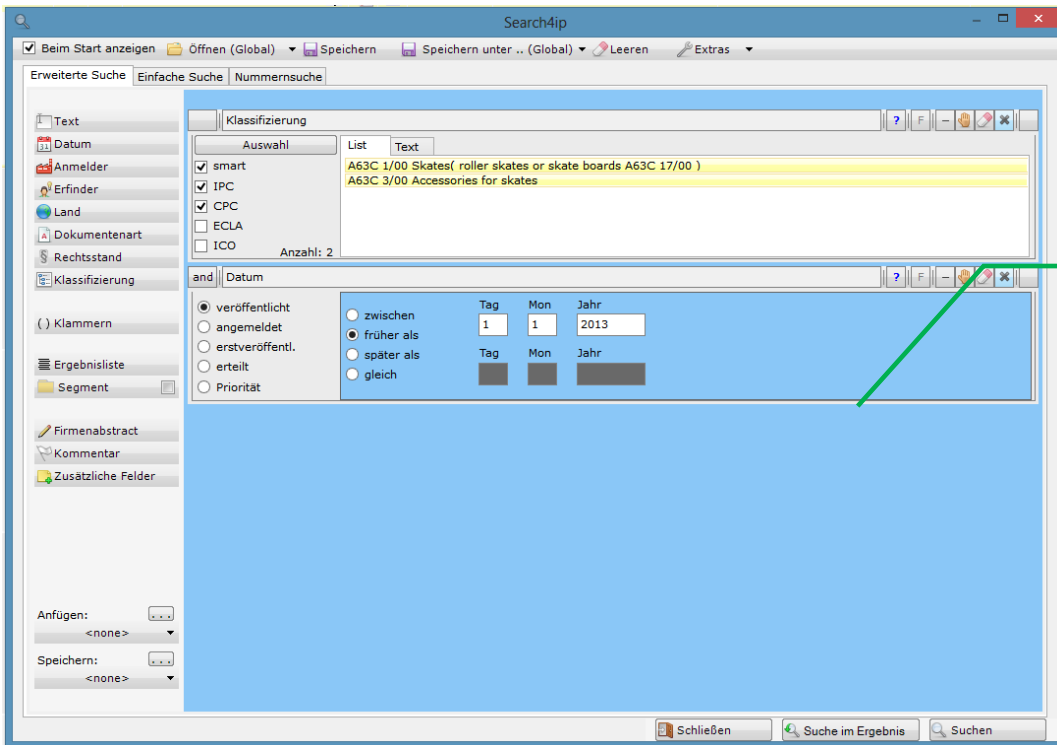 Search4ip
Beim Start anzeigen Öffnen (Global) Speichern Speichern unter .. (Global) Leeren Extras
Erweiterte Suche Einfache Suche Nummernsuche
Text
Datum
Anmelder
Erfinder
Land
Dokumentenart
Rechtsstand
Klassifizierung
( ) Klammern
Ergebnisliste
Segment
Firmenabstract
Kommentar
Zusätzliche Felder
Anfügen: ...
<none>
Speichern: ...
<none>
Klassifizierung ? F
Auswahl List Text
smart
IPC
CPC
ECLA
ICO
Anzahl: 2
A63C 1/00 Skates( roller skates or skate boards A63C 17/00 )
A63C 3/00 Accessories for skates
and Datum ? F
veröffentlicht
angemeldet
erstveröffentl.
erteilt
Priorität
zwischen
früher als
später als
gleich
Tag Mon Jahr
1 1 2013
Tag Mon Jahr
Schließen Suche im Ergebnis Suchen